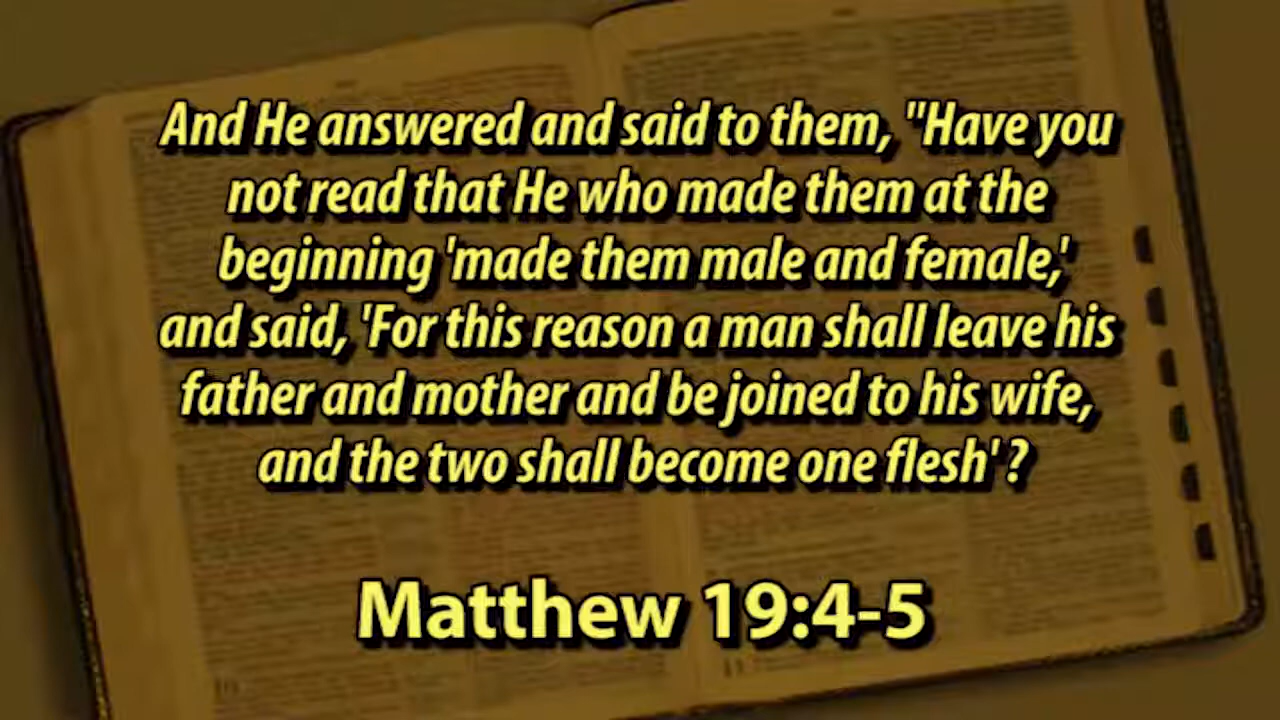 And He answered and said to them, "Have you
not read that He who made them at the
beginning 'made them male and female,'
and said, 'For this reason a man shall leave his
father and mother and be joined to his wife,
and the two shall become one flesh' ?
Matthew 19:4-5